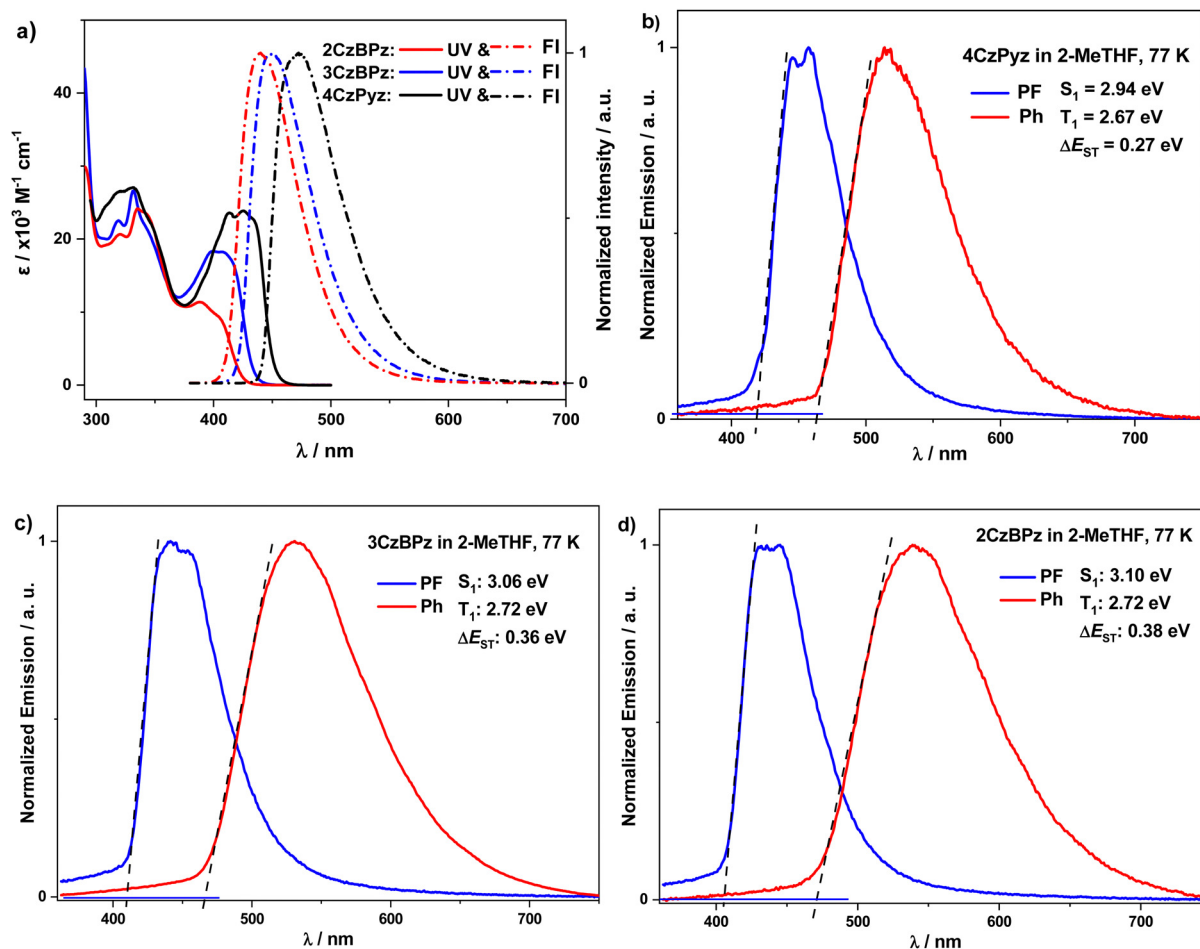 a)
2CzBPz: UV & FI
3CzBPz: UV & FI
4CzPyz: UV & FI
ε / x10³ M⁻¹ cm⁻¹
0
20
40
300
400
500
600
700
λ / nm
Normalized intensity / a.u.
0
1
b)
4CzPyz in 2-MeTHF, 77 K
PF
Ph
S₁ = 2.94 eV
T₁ = 2.67 eV
ΔE_ST = 0.27 eV
Normalized Emission / a. u.
0
1
400
500
600
700
λ / nm
c)
3CzBPz in 2-MeTHF, 77 K
PF
Ph
S₁: 3.06 eV
T₁: 2.72 eV
ΔE_ST: 0.36 eV
Normalized Emission / a. u.
0
1
400
500
600
700
λ / nm
d)
2CzBPz in 2-MeTHF, 77 K
PF
Ph
S₁: 3.10 eV
T₁: 2.72 eV
ΔE_ST: 0.38 eV
Normalized Emission / a. u.
0
1
400
500
600
700
λ / nm